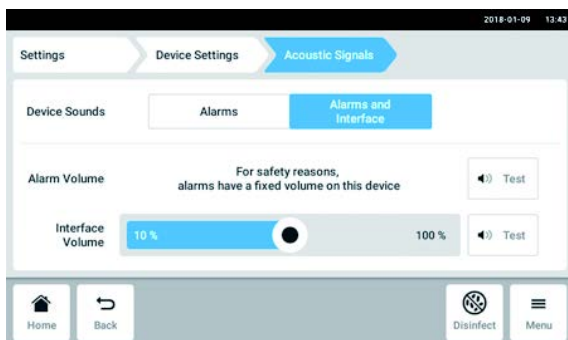 2018-01-09 13:43
Settings Device Settings Acoustic Signals
Device Sounds Alarms Alarms and
Interface
Alarm Volume For safety reasons,
alarms have a fixed volume on this device Test
Interface
Volume 10 % 100 % Test
Home Back Disinfect Menu